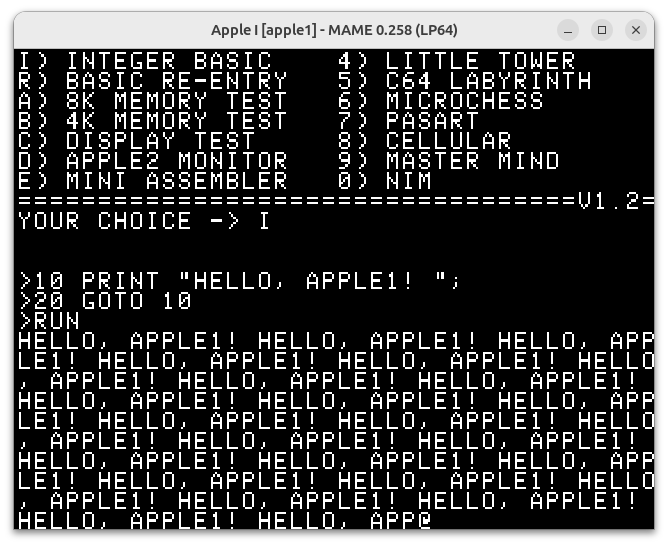 Apple I [apple1] - MAME 0.258 (LP64)
I) INTEGER BASIC    4) LITTLE TOWER
R) BASIC RE-ENTRY   5) C64 LABYRINTH
A) 8K MEMORY TEST   6) MICROCHESS
B) 4K MEMORY TEST   7) PASART
C) DISPLAY TEST     8) CELLULAR
D) APPLE2 MONITOR   9) MASTER MIND
E) MINI ASSEMBLER   0) NIM
===================================V1.2=
YOUR CHOICE -> I
>10 PRINT "HELLO, APPLE1! ";
>20 GOTO 10
>RUN
HELLO, APPLE1! HELLO, APPLE1! HELLO, APP
LE1! HELLO, APPLE1! HELLO, APPLE1! HELLO
, APPLE1! HELLO, APPLE1! HELLO, APPLE1!
HELLO, APPLE1! HELLO, APPLE1! HELLO, APP
LE1! HELLO, APPLE1! HELLO, APPLE1! HELLO
, APPLE1! HELLO, APPLE1! HELLO, APPLE1!
HELLO, APPLE1! HELLO, APPLE1! HELLO, APP
LE1! HELLO, APPLE1! HELLO, APPLE1! HELLO
, APPLE1! HELLO, APPLE1! HELLO, APPLE1!
HELLO, APPLE1! HELLO, APP@